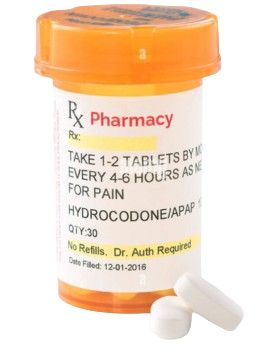 Rx Pharmacy
Rx:
TAKE 1-2 TABLETS BY
EVERY 4-6 HOURS AS
FOR PAIN
HYDROCODONE/APAP
QTY:30
No Refills. Dr. Auth Required
Date Filled: 12-01-2016